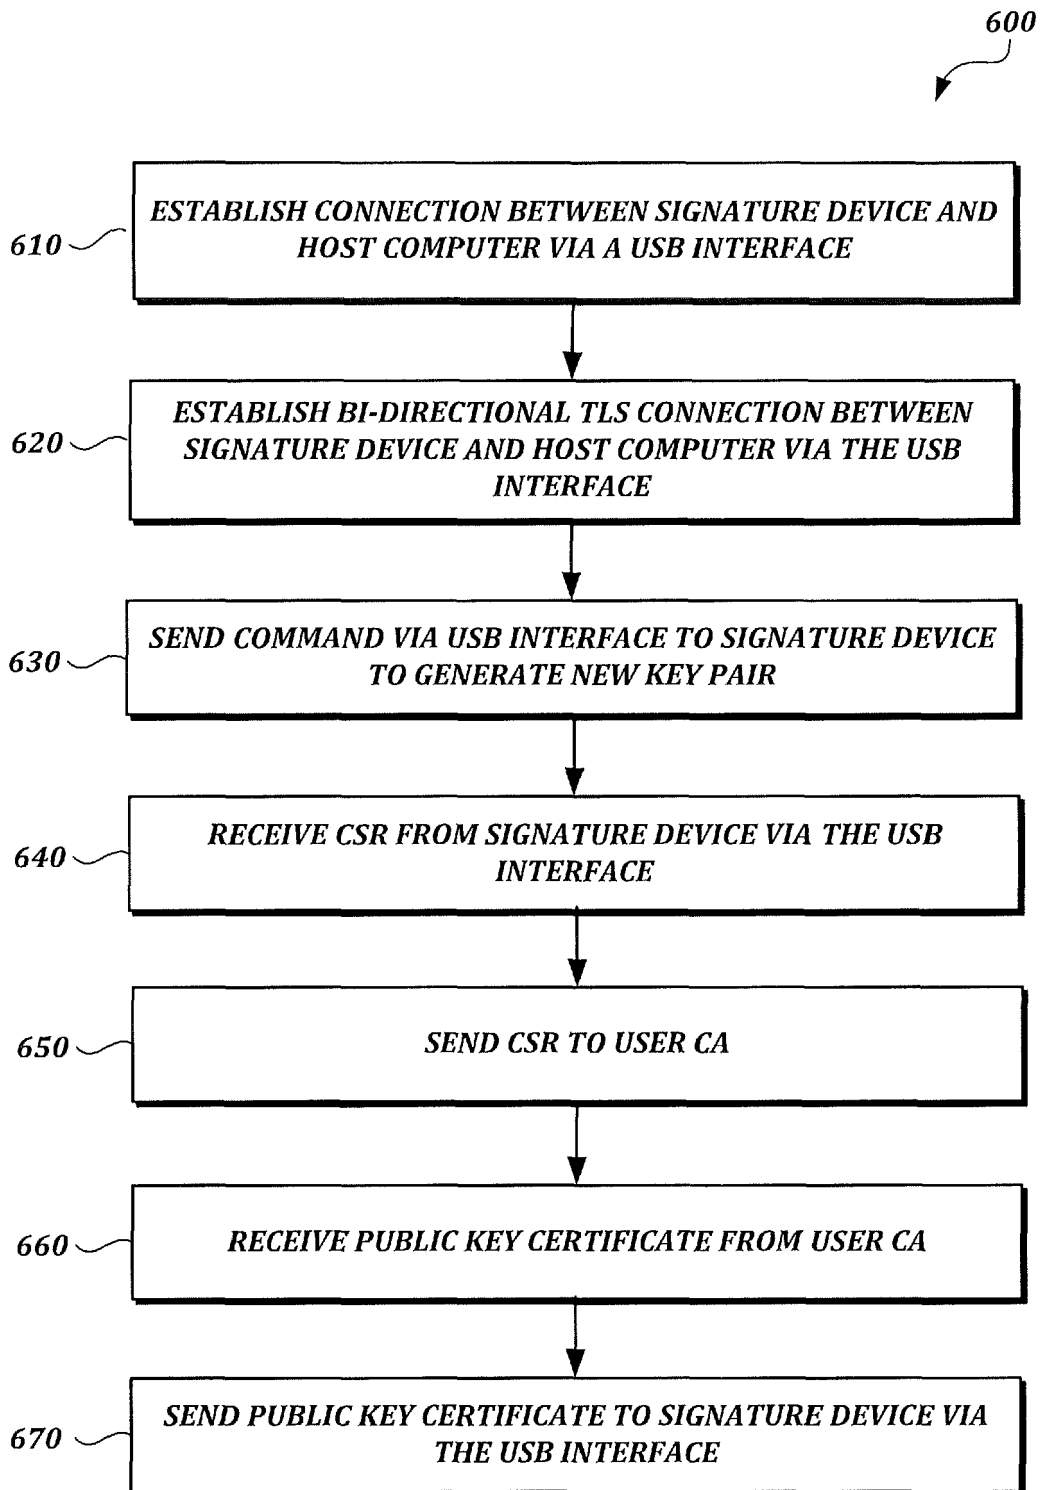 600
610
ESTABLISH CONNECTION BETWEEN SIGNATURE DEVICE AND
HOST COMPUTER VIA A USB INTERFACE
620
ESTABLISH BI-DIRECTIONAL TLS CONNECTION BETWEEN
SIGNATURE DEVICE AND HOST COMPUTER VIA THE USB
INTERFACE
630
SEND COMMAND VIA USB INTERFACE TO SIGNATURE DEVICE
TO GENERATE NEW KEY PAIR
640
RECEIVE CSR FROM SIGNATURE DEVICE VIA THE USB
INTERFACE
650
SEND CSR TO USER CA
660
RECEIVE PUBLIC KEY CERTIFICATE FROM USER CA
670
SEND PUBLIC KEY CERTIFICATE TO SIGNATURE DEVICE VIA
THE USB INTERFACE